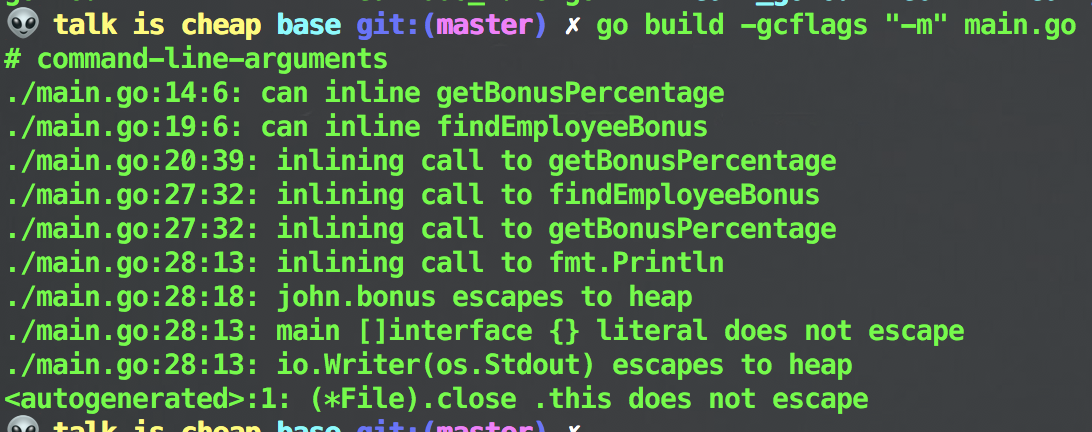 talk is cheap base git:(master) ✗ go build -gcflags "-m" main.go
# command-line-arguments
./main.go:14:6: can inline getBonusPercentage
./main.go:19:6: can inline findEmployeeBonus
./main.go:20:39: inlining call to getBonusPercentage
./main.go:27:32: inlining call to findEmployeeBonus
./main.go:27:32: inlining call to getBonusPercentage
./main.go:28:13: inlining call to fmt.Println
./main.go:28:18: john.bonus escapes to heap
./main.go:28:13: main []interface {} literal does not escape
./main.go:28:13: io.Writer(os.Stdout) escapes to heap
<autogenerated>:1: (*File).close .this does not escape
talk is cheap base git:(master) ✗